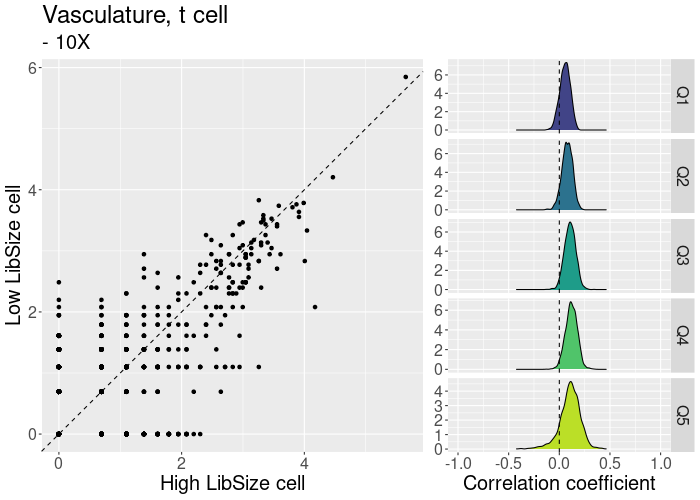 Vasculature, t cell
- 10X
6
4
2
0
0 2 4
High LibSize cell
Low LibSize cell
6
4
2
0
Q1
6
4
2
0
Q2
6
4
2
0
Q3
6
4
2
0
Q4
5
4
3
2
1
0
Q5
-1.0 -0.5 0.0 0.5 1.0
Correlation coefficient